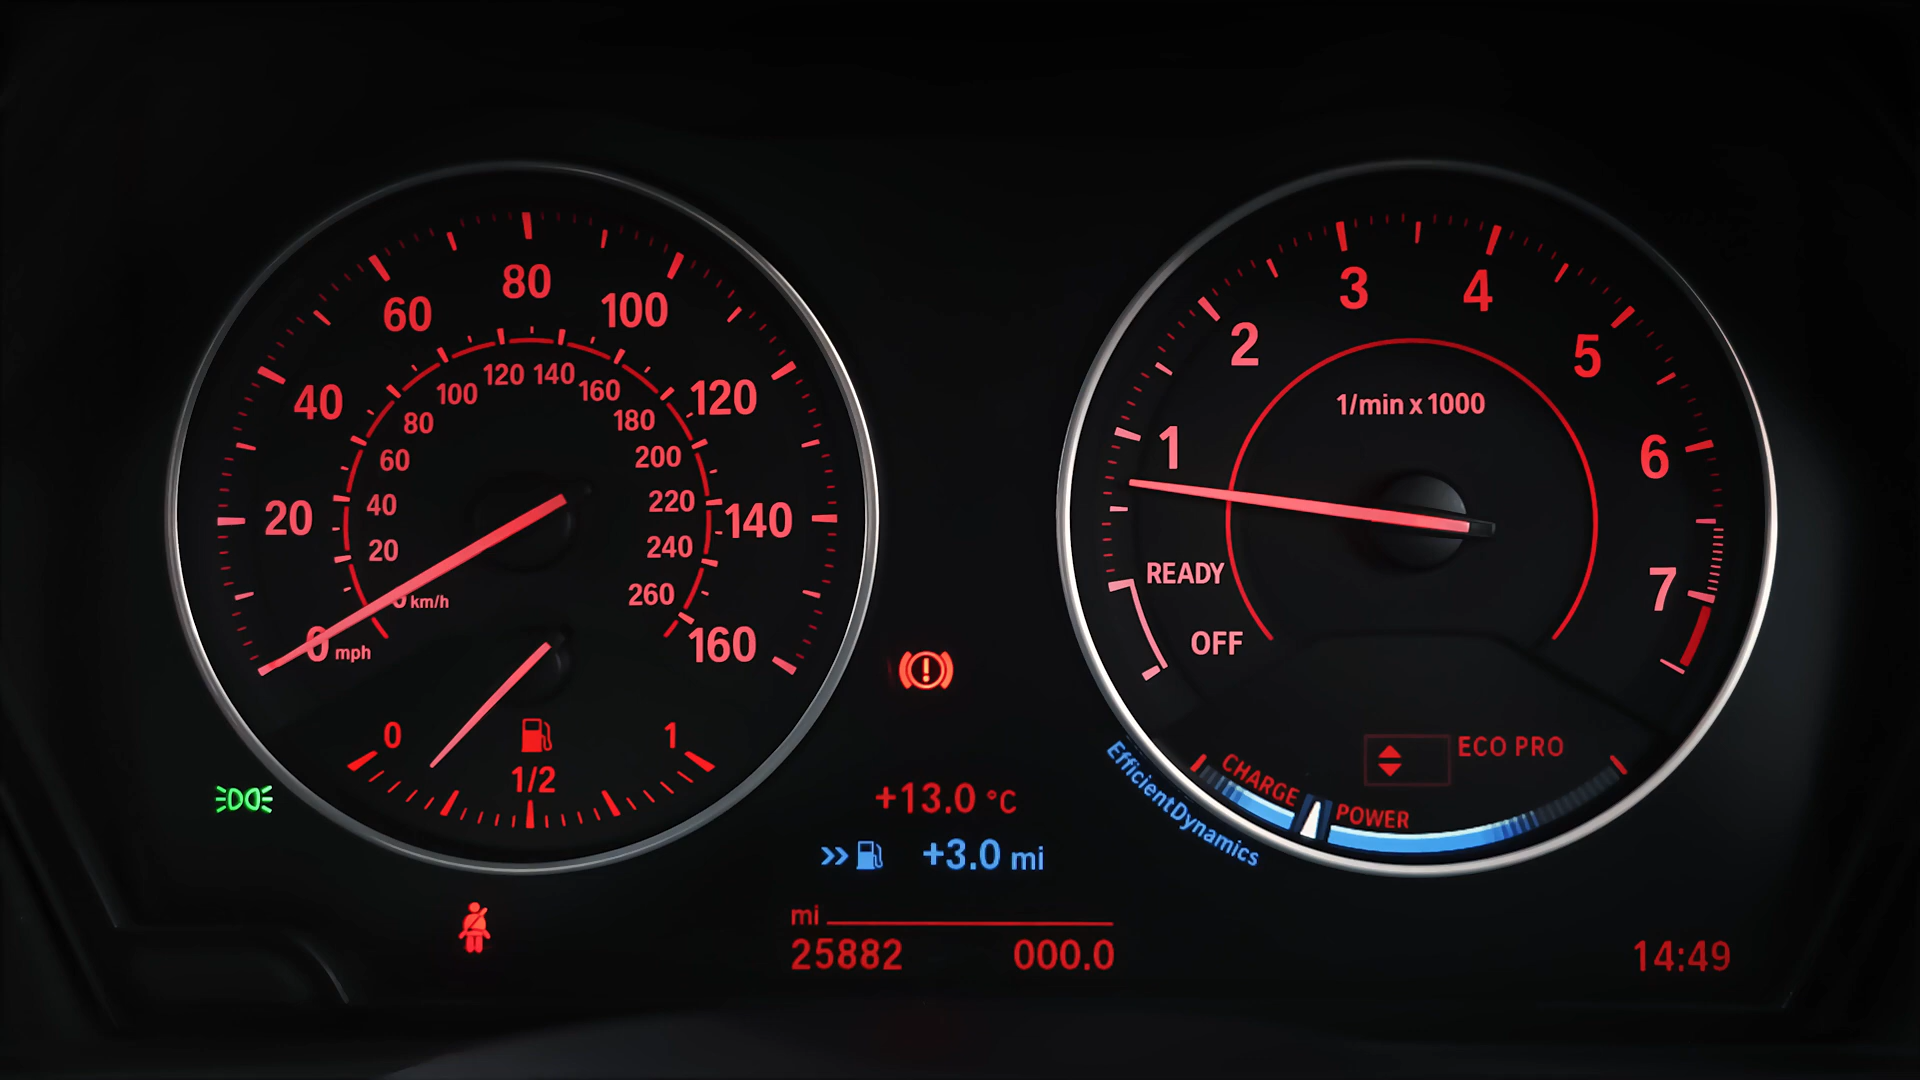 20
40
60
80
100
120
140
160
0 mph
20
40
60
80
100
120
140
160
180
200
220
240
260
0 km/h
0
1/2
1
+13.0 °C
+3.0 mi
mi
25882 000.0
1
2
3
4
5
6
7
1/min x 1000
READY
OFF
ECO PRO
CHARGE
POWER
EfficientDynamics
14:49